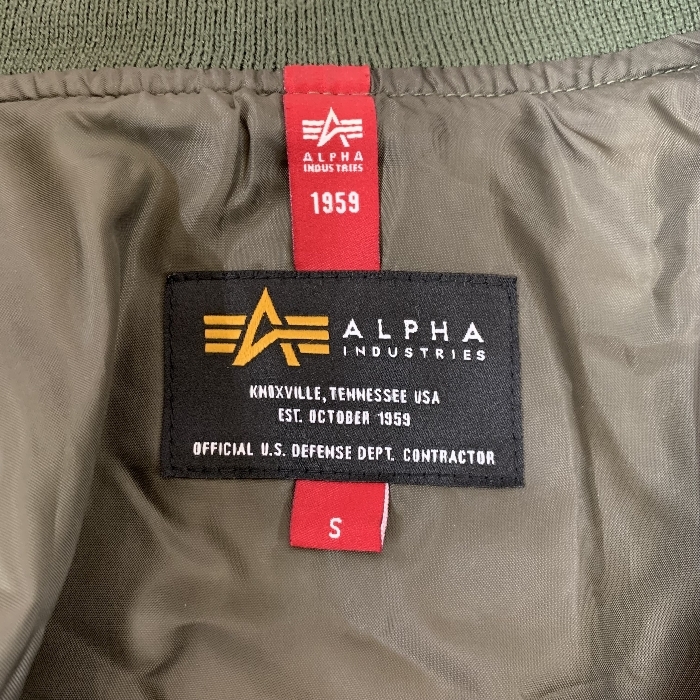 ALPHA
INDUSTRIES
1959
ALPHA
INDUSTRIES
KNOXVILLE, TENNESSEE USA
EST. OCTOBER 1959
OFFICIAL U.S. DEFENSE DEPT. CONTRACTOR
S